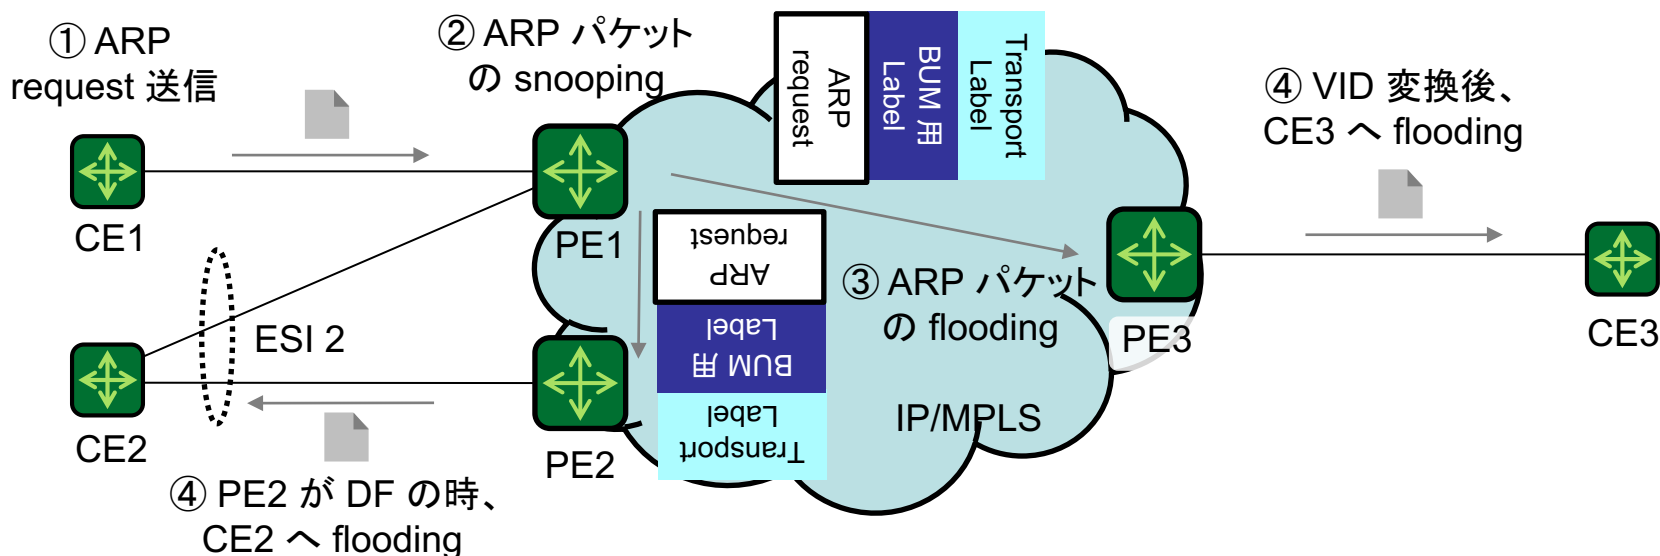 ① ARP
request 送信
② ARP パケット
の snooping
ARP
request
BUM 用
Label
Transport
Label
④ VID 変換後、
CE3 へ flooding
CE1
PE1
ARP
request
BUM 用
Label
Transport
Label
③ ARP パケット
の flooding
PE3
CE3
ESI 2
CE2
PE2
IP/MPLS
④ PE2 が DF の時、
CE2 へ flooding